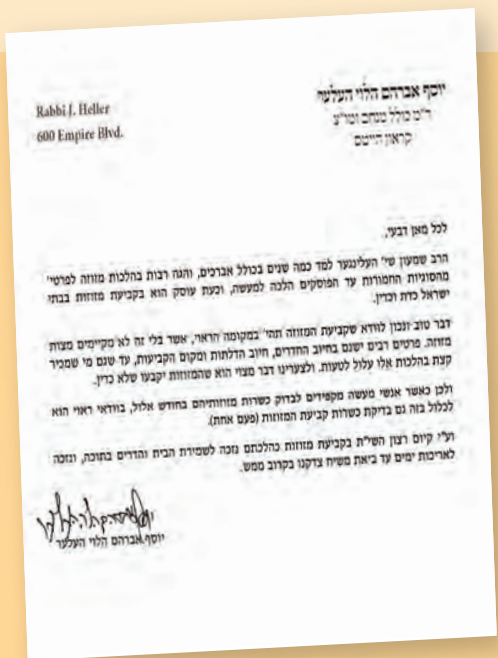 Rabbi J. Heller
600 Empire Blvd.
יוסף אברהם הלוי העלער
ר"מ כולל מנחם ומו"צ
קראון הייטס
לכל מאן דבעי,
הרב שמעון שי' העלינגער למד כמה שנים בכולל אברכים, והגה רבות בהלכות מזוזה לפרטי'
מהסוגיות החמורות עד הפוסקים הלכה למעשה, וכעת עוסק הוא בקביעת מזוזות בבתי
ישראל כדת וכדין.
דבר טוב ונכון לוודא שקביעת המזוזה תהי' במקומה הראוי, אשר בלי זה לא מקיימים מצות
מזוזה. פרטים רבים ישנם בחיוב החדרים, חיוב הדלתות ומקום הקביעות, עד שגם מי שמכיר
קצת בהלכות אלו עלול לטעות. ולצערינו דבר מצוי הוא שהמזוזות יקבעו שלא כדין.
ולכן כאשר אנשי מעשה מקפידים לבדוק כשרות מזוזותיהם בחודש אלול, בוודאי ראוי הוא
לכלול בזה גם בדיקת כשרות קביעת המזוזות (פעם אחת).
וע"י קיום רצון השי"ת בקביעת מזוזות כהלכתם נזכה לשמירת הבית והדרים בתוכה, ונזכה
לאריכות ימים עד ביאת משיח צדקנו בקרוב ממש.
יוסף אברהם הלוי העלער